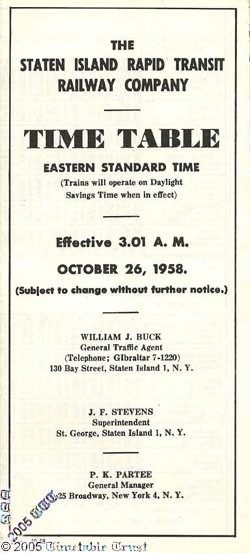 THE
STATEN ISLAND RAPID TRANSIT
RAILWAY COMPANY
TIME TABLE
EASTERN STANDARD TIME
(Trains will operate on Daylight
Savings Time when in effect)
Effective 3.01 A. M.
OCTOBER 26, 1958.
(Subject to change without further notice.)
WILLIAM J. BUCK
General Traffic Agent
(Telephone; GIbraltar 7-1220)
130 Bay Street, Staten Island 1, N. Y.
J. F. STEVENS
Superintendent
St. George, Staten Island 1, N. Y.
P. K. PARTEE
General Manager
25 Broadway, New York 4, N. Y.
2005 TTT
© 2005 Timetable Trust